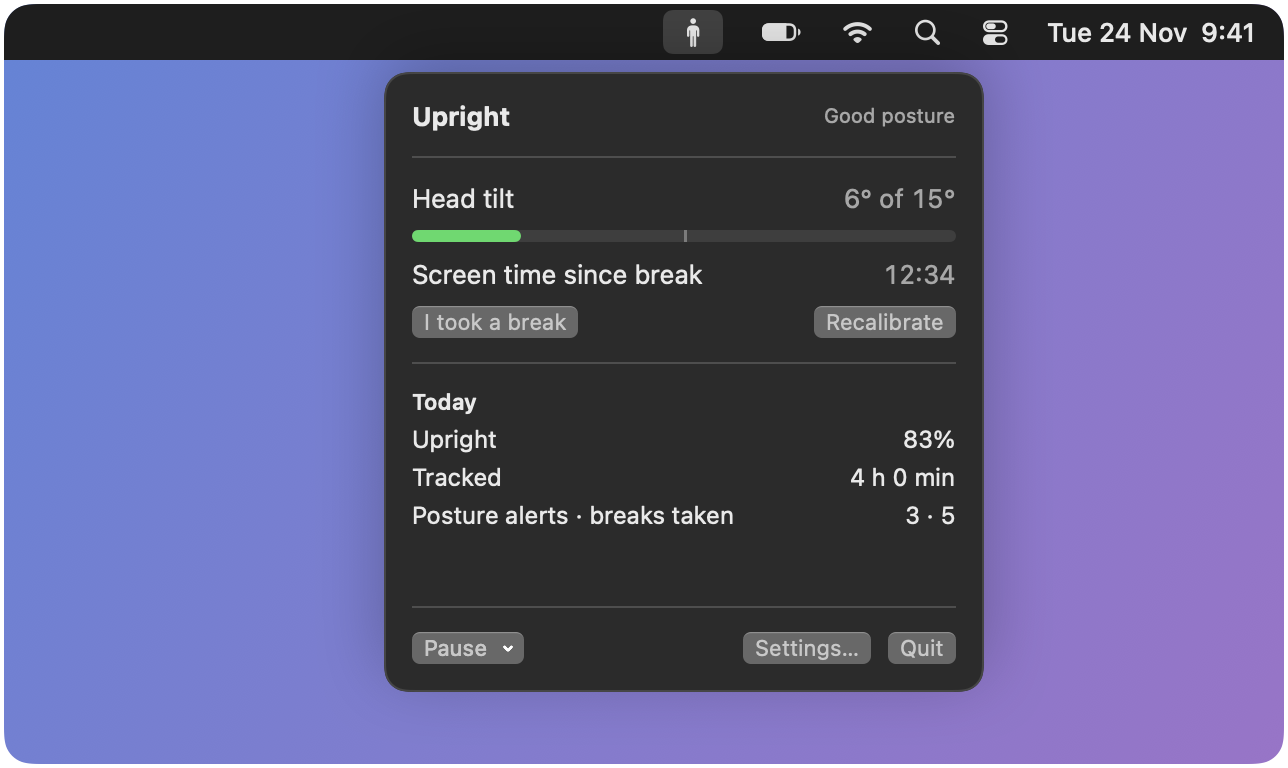 Tue 24 Nov 9:41
Upright Good posture
Head tilt 6° of 15°
Screen time since break 12:34
I took a break Recalibrate
Today
Upright 83%
Tracked 4 h 0 min
Posture alerts · breaks taken 3 · 5
Pause Settings... Quit